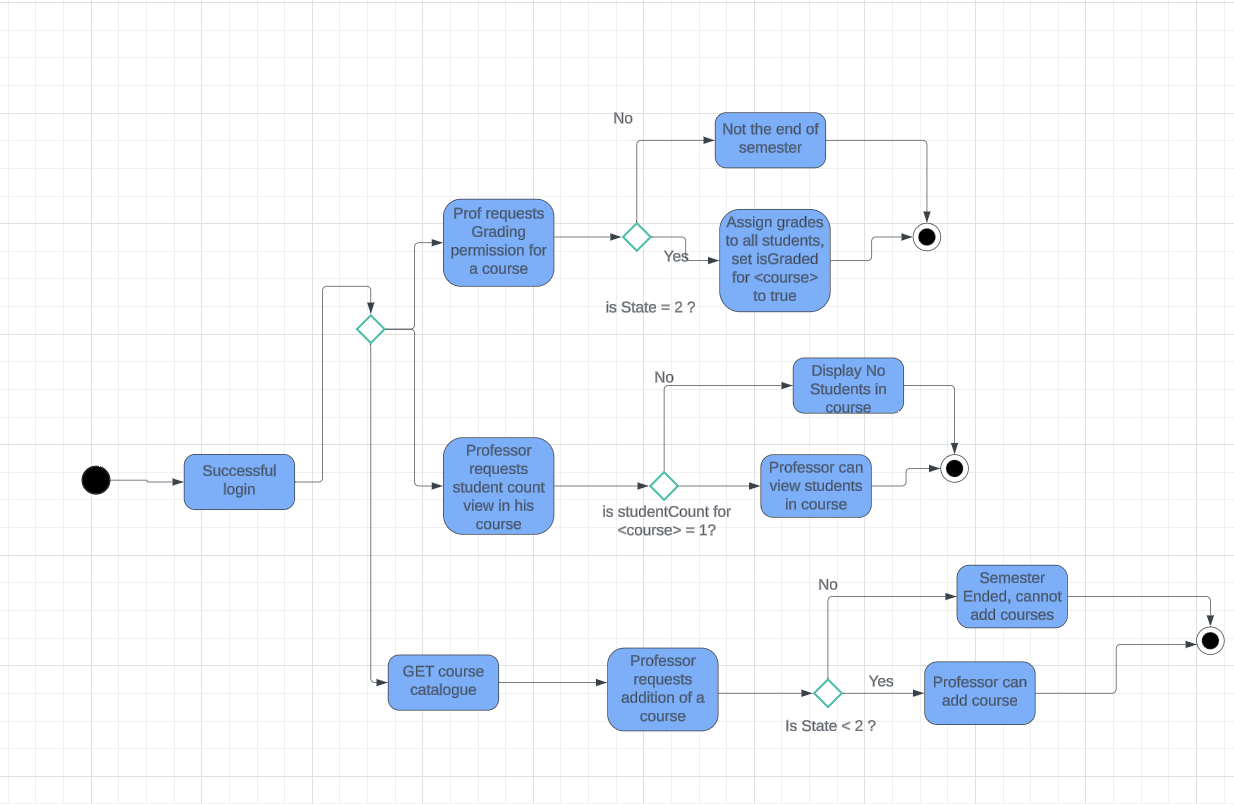 No
Not the end of
semester
Prof requests
Grading
permission for
a course
Yes
Assign grades
to all students,
set isGraded
for <course>
to true
is State = 2 ?
No
Display No
Students in
course
Successful
login
Professor
requests
student count
view in his
course
is studentCount for
<course> = 1?
Professor can
view students
in course
No
Semester
Ended, cannot
add courses
GET course
catalogue
Professor
requests
addition of a
course
Yes
Is State < 2 ?
Professor can
add course